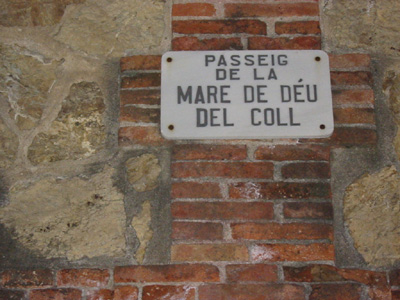 PASSEIG
DE LA
MARE DE DÉU
DEL COLL